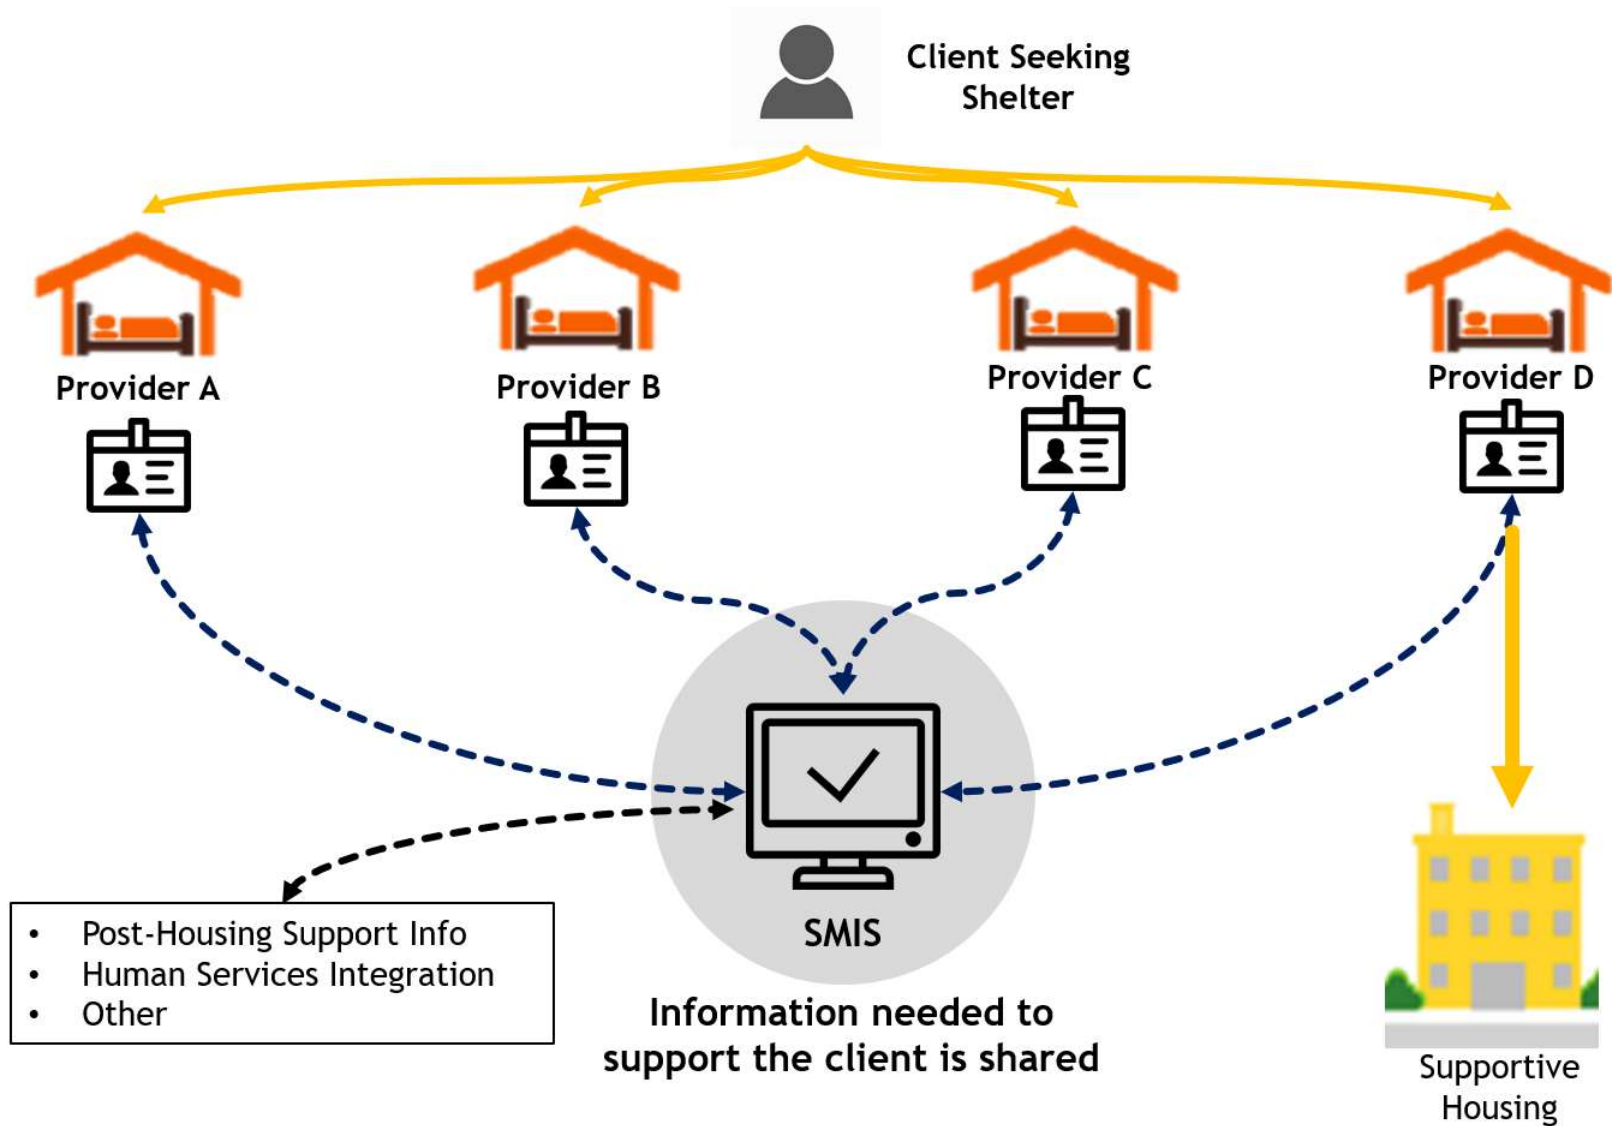 Client Seeking
Shelter
Provider A
Provider B
Provider C
Provider D
• Post-Housing Support Info
• Human Services Integration
• Other
SMIS
Information needed to
support the client is shared
Supportive
Housing